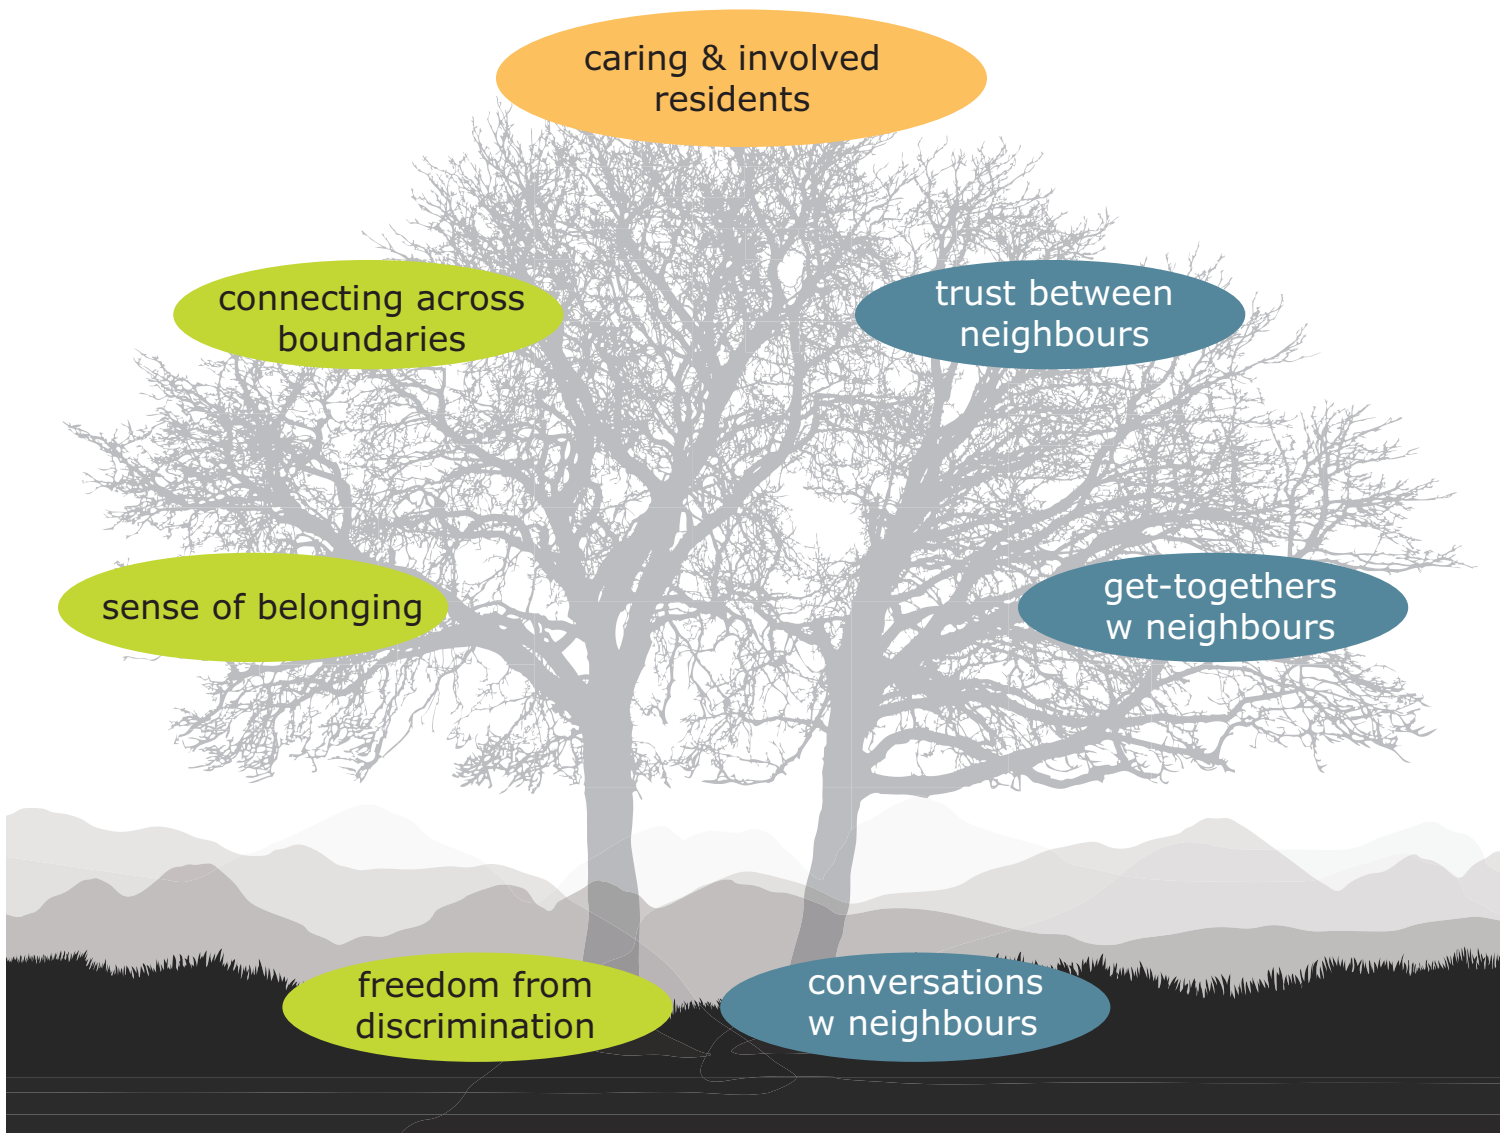 caring & involved
residents
connecting across
boundaries
trust between
neighbours
sense of belonging
get-togethers
w neighbours
freedom from
discrimination
conversations
w neighbours